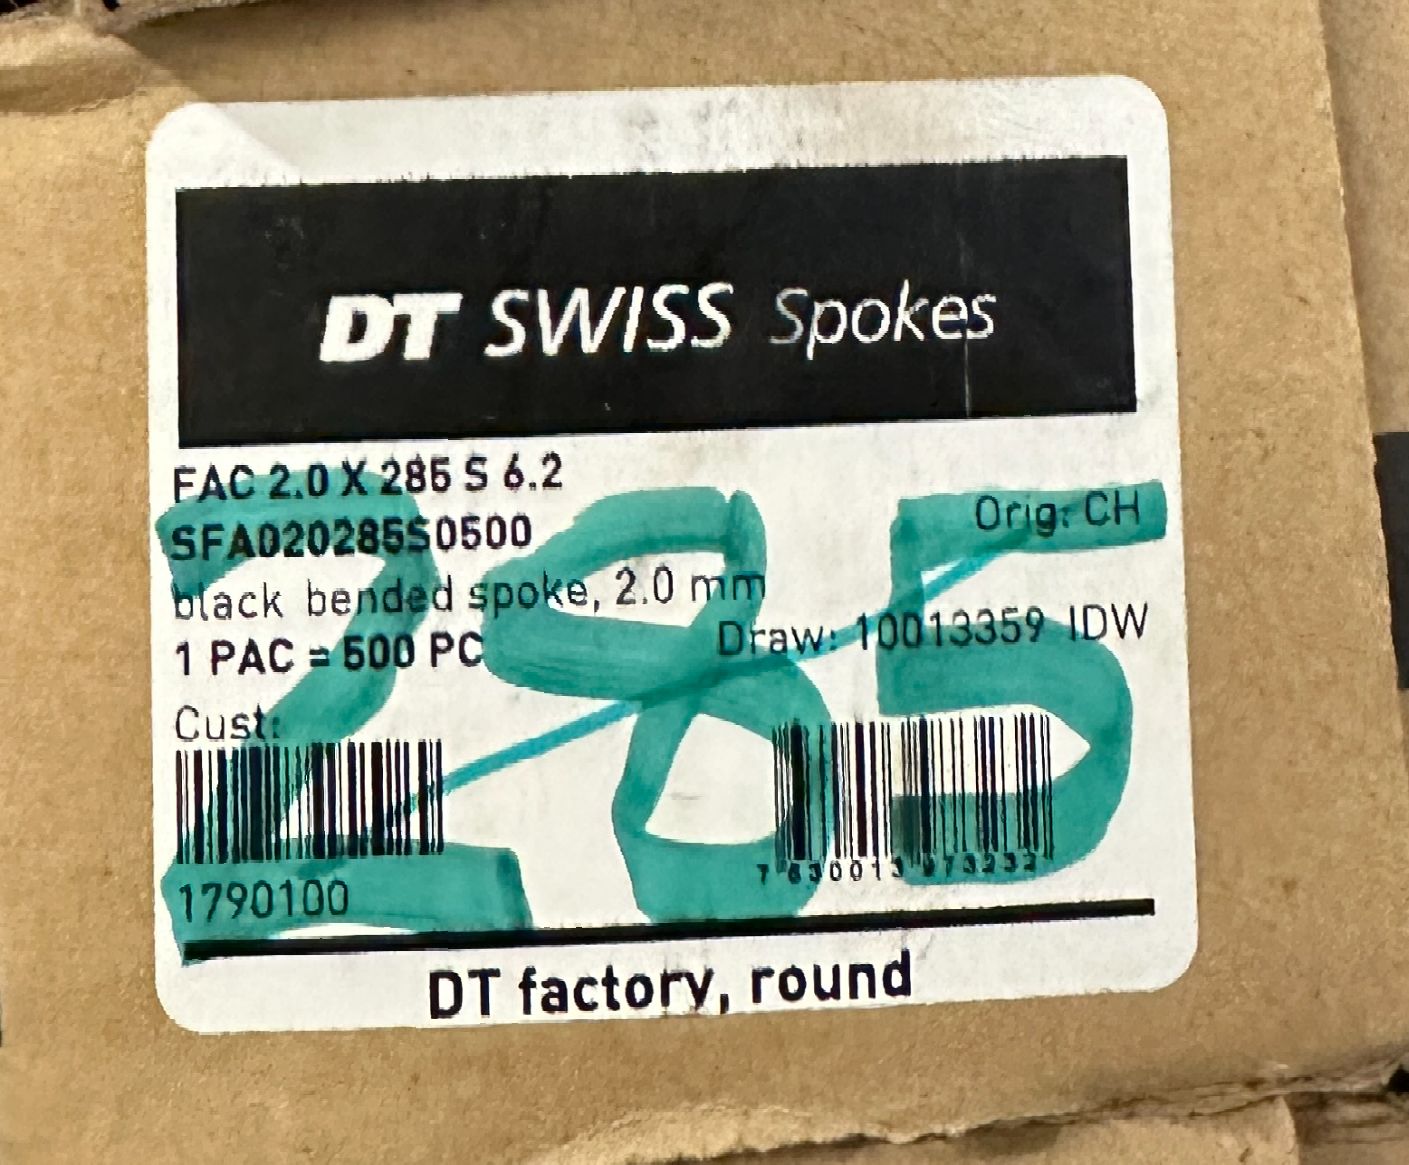 DT SWISS Spokes
FAC 2.0 X 285 S 6.2
SFA020285S0500
Orig: CH
black bended spoke, 2.0 mm
Draw: 10013359 IDW
1 PAC = 500 PC
285
Cust:
1790100
DT factory, round